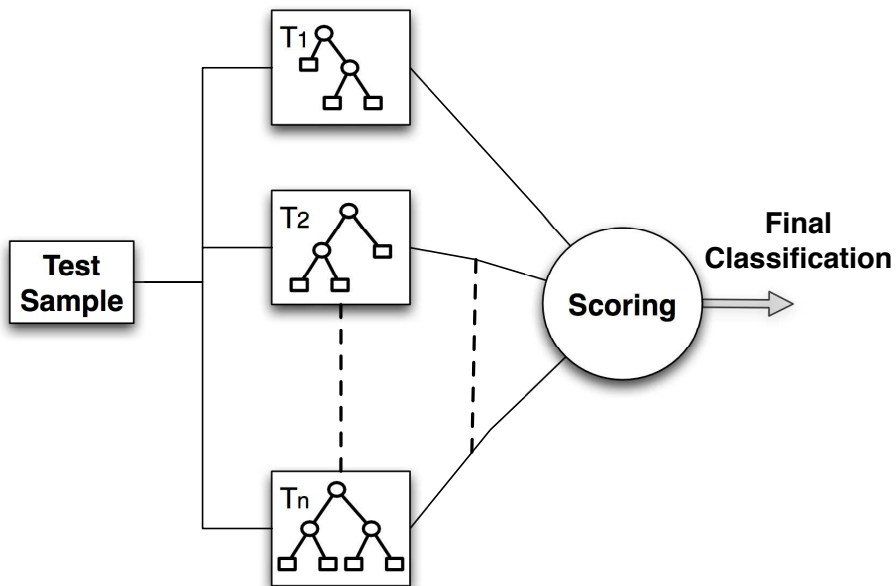 T1
T2
Test
Sample
Tn
Scoring
Final
Classification